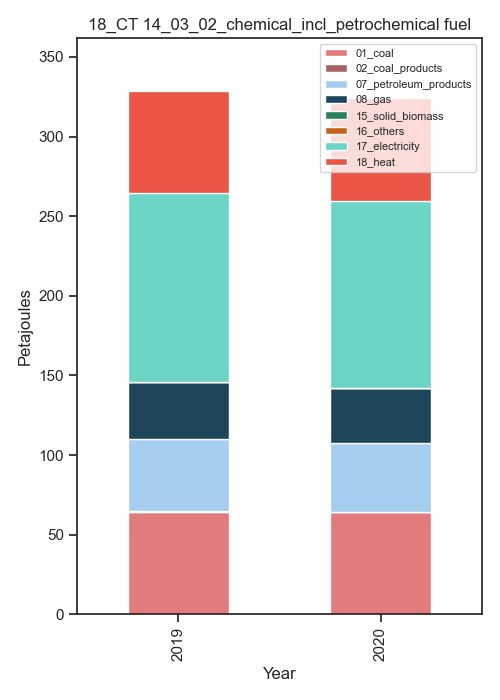 18_CT 14_03_02_chemical_incl_petrochemical fuel
350
300
250
200
150
100
50
0
Petajoules
01_coal
02_coal_products
07_petroleum_products
08_gas
15_solid_biomass
16_others
17_electricity
18_heat
2019
2020
Year